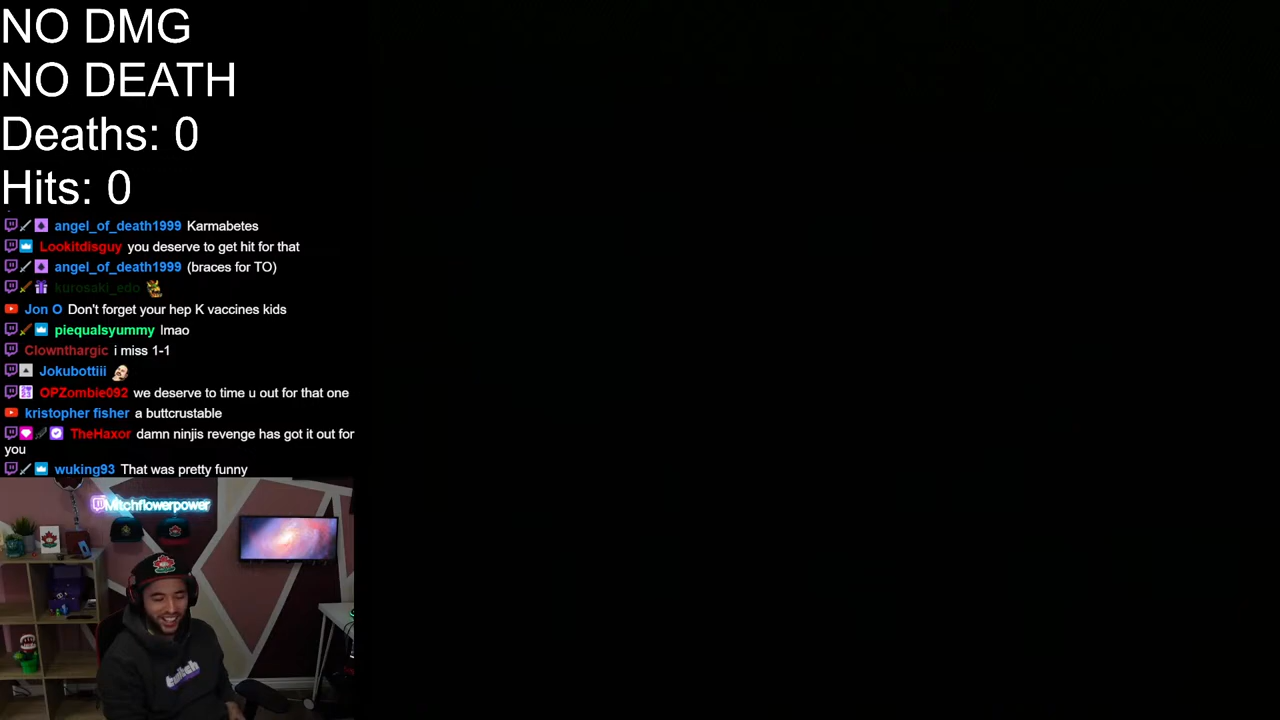 NO DMG
NO DEATH
Deaths: 0
Hits: 0
angel_of_death1999 Karmabetes
Lookitdisguy you deserve to get hit for that
angel_of_death1999 (braces for TO)
kurosaki_edo
Jon O Don't forget your hep K vaccines kids
piequalsyummy lmao
Clownthargic i miss 1-1
Jokubottiii
OPZombie092 we deserve to time u out for that one
kristopher fisher a buttcrustable
TheHaxor damn ninjis revenge has got it out for
you
wuking93 That was pretty funny
Mitchflowerpower
twitch